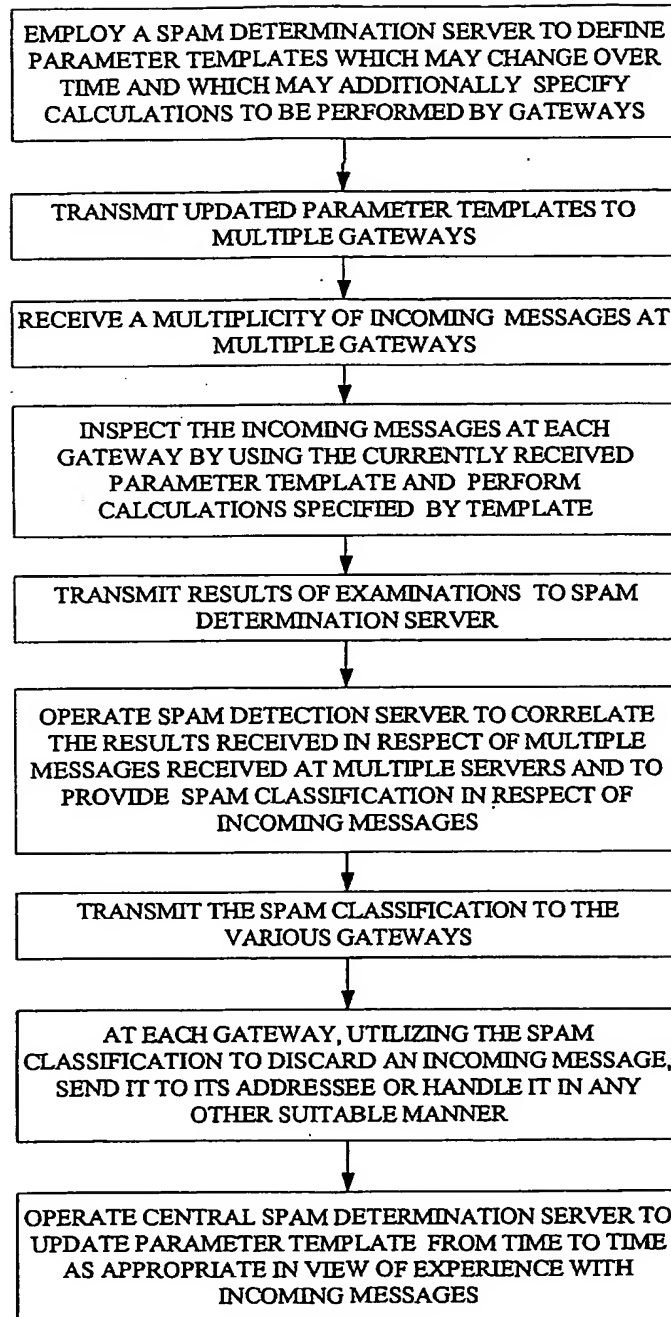 EMPLOY A SPAM DETERMINATION SERVER TO DEFINE
PARAMETER TEMPLATES WHICH MAY CHANGE OVER
TIME AND WHICH MAY ADDITIONALLY SPECIFY
CALCULATIONS TO BE PERFORMED BY GATEWAYS
TRANSMIT UPDATED PARAMETER TEMPLATES TO
MULTIPLE GATEWAYS
RECEIVE A MULTIPLICITY OF INCOMING MESSAGES AT
MULTIPLE GATEWAYS
INSPECT THE INCOMING MESSAGES AT EACH
GATEWAY BY USING THE CURRENTLY RECEIVED
PARAMETER TEMPLATE AND PERFORM
CALCULATIONS SPECIFIED BY TEMPLATE
TRANSMIT RESULTS OF EXAMINATIONS TO SPAM
DETERMINATION SERVER
OPERATE SPAM DETECTION SERVER TO CORRELATE
THE RESULTS RECEIVED IN RESPECT OF MULTIPLE
MESSAGES RECEIVED AT MULTIPLE SERVERS AND TO
PROVIDE SPAM CLASSIFICATION IN RESPECT OF
INCOMING MESSAGES
TRANSMIT THE SPAM CLASSIFICATION TO THE
VARIOUS GATEWAYS
AT EACH GATEWAY, UTILIZING THE SPAM
CLASSIFICATION TO DISCARD AN INCOMING MESSAGE,
SEND IT TO ITS ADDRESSEE OR HANDLE IT IN ANY
OTHER SUITABLE MANNER
OPERATE CENTRAL SPAM DETERMINATION SERVER TO
UPDATE PARAMETER TEMPLATE FROM TIME TO TIME
AS APPROPRIATE IN VIEW OF EXPERIENCE WITH
INCOMING MESSAGES